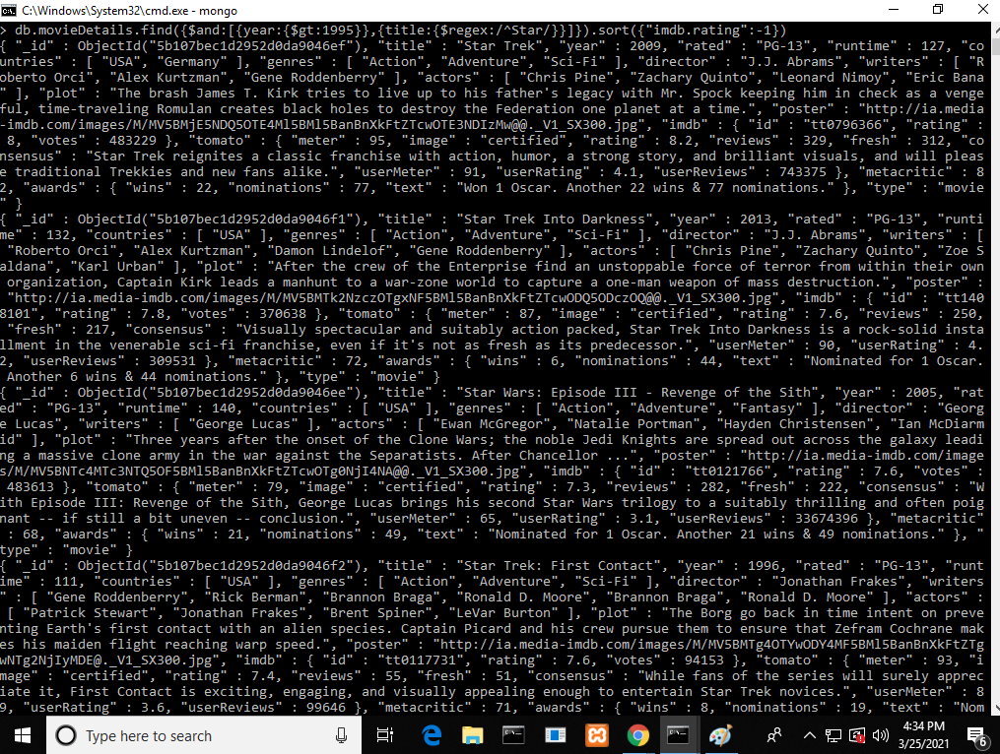 C:\Windows\System32\cmd.exe - mongo
> db.movieDetails.find({$and:[{year:{$gt:1995}},{title:{$regex:/^Star/}}]}).sort({"imdb.rating":-1})
{ "_id" : ObjectId("5b107bec1d2952d0da9046ef"), "title" : "Star Trek", "year" : 2009, "rated" : "PG-13", "runtime" : 127, "co
untries" : [ "USA", "Germany" ], "genres" : [ "Action", "Adventure", "Sci-Fi" ], "director" : "J.J. Abrams", "writers" : [ "R
oberto Orci", "Alex Kurtzman", "Gene Roddenberry" ], "actors" : [ "Chris Pine", "Zachary Quinto", "Leonard Nimoy", "Eric Bana
" ], "plot" : "The brash James T. Kirk tries to live up to his father's legacy with Mr. Spock keeping him in check as a venge
ful, time-traveling Romulan creates black holes to destroy the Federation one planet at a time.", "poster" : "http://ia.media
-imdb.com/images/M/MV5BMjE5NDQ5OTE4Ml5BMl5BanBnXkFtZTcwOTE3NDIzMw@@._V1_SX300.jpg", "imdb" : { "id" : "tt0796366", "rating" :
 8, "votes" : 483229 }, "tomato" : { "meter" : 95, "image" : "certified", "rating" : 8.2, "reviews" : 329, "fresh" : 312, "co
nsensus" : "Star Trek reignites a classic franchise with action, humor, a strong story, and brilliant visuals, and will pleas
e traditional Trekkies and new fans alike.", "userMeter" : 91, "userRating" : 4.1, "userReviews" : 743375 }, "metacritic" : 8
2, "awards" : { "wins" : 22, "nominations" : 77, "text" : "Won 1 Oscar. Another 22 wins & 77 nominations." }, "type" : "movie
" }
{ "_id" : ObjectId("5b107bec1d2952d0da9046f1"), "title" : "Star Trek Into Darkness", "year" : 2013, "rated" : "PG-13", "runti
me" : 132, "countries" : [ "USA" ], "genres" : [ "Action", "Adventure", "Sci-Fi" ], "director" : "J.J. Abrams", "writers" : [
 "Roberto Orci", "Alex Kurtzman", "Damon Lindelof", "Gene Roddenberry" ], "actors" : [ "Chris Pine", "Zachary Quinto", "Zoe S
aldana", "Karl Urban" ], "plot" : "After the crew of the Enterprise find an unstoppable force of terror from within their own
 organization, Captain Kirk leads a manhunt to a war-zone world to capture a one-man weapon of mass destruction.", "poster" :
 "http://ia.media-imdb.com/images/M/MV5BMTk2NzczOTgxNF5BMl5BanBnXkFtZTcwODQ5ODczOQ@@._V1_SX300.jpg", "imdb" : { "id" : "tt140
8101", "rating" : 7.8, "votes" : 370638 }, "tomato" : { "meter" : 87, "image" : "certified", "rating" : 7.6, "reviews" : 250,
 "fresh" : 217, "consensus" : "Visually spectacular and suitably action packed, Star Trek Into Darkness is a rock-solid insta
llment in the venerable sci-fi franchise, even if it's not as fresh as its predecessor.", "userMeter" : 90, "userRating" : 4.
2, "userReviews" : 309531 }, "metacritic" : 72, "awards" : { "wins" : 6, "nominations" : 44, "text" : "Nominated for 1 Oscar.
 Another 6 wins & 44 nominations." }, "type" : "movie" }
{ "_id" : ObjectId("5b107bec1d2952d0da9046ee"), "title" : "Star Wars: Episode III - Revenge of the Sith", "year" : 2005, "rat
ed" : "PG-13", "runtime" : 140, "countries" : [ "USA" ], "genres" : [ "Action", "Adventure", "Fantasy" ], "director" : "Georg
e Lucas", "writers" : [ "George Lucas" ], "actors" : [ "Ewan McGregor", "Natalie Portman", "Hayden Christensen", "Ian McDiarm
id" ], "plot" : "Three years after the onset of the Clone Wars; the noble Jedi Knights are spread out across the galaxy leadi
ng a massive clone army in the war against the Separatists. After Chancellor ...", "poster" : "http://ia.media-imdb.com/image
s/M/MV5BNTc4MTc3NTQ5OF5BMl5BanBnXkFtZTcwOTg0NjI4NA@@._V1_SX300.jpg", "imdb" : { "id" : "tt0121766", "rating" : 7.6, "votes" :
 483613 }, "tomato" : { "meter" : 79, "image" : "certified", "rating" : 7.3, "reviews" : 282, "fresh" : 222, "consensus" : "W
ith Episode III: Revenge of the Sith, George Lucas brings his second Star Wars trilogy to a suitably thrilling and often poig
nant -- if still a bit uneven -- conclusion.", "userMeter" : 65, "userRating" : 3.1, "userReviews" : 33674396 }, "metacritic"
 : 68, "awards" : { "wins" : 21, "nominations" : 49, "text" : "Nominated for 1 Oscar. Another 21 wins & 49 nominations." }, "
type" : "movie" }
{ "_id" : ObjectId("5b107bec1d2952d0da9046f2"), "title" : "Star Trek: First Contact", "year" : 1996, "rated" : "PG-13", "runt
ime" : 111, "countries" : [ "USA" ], "genres" : [ "Action", "Adventure", "Sci-Fi" ], "director" : "Jonathan Frakes", "writers
" : [ "Gene Roddenberry", "Rick Berman", "Brannon Braga", "Ronald D. Moore", "Brannon Braga", "Ronald D. Moore" ], "actors" :
 [ "Patrick Stewart", "Jonathan Frakes", "Brent Spiner", "LeVar Burton" ], "plot" : "The Borg go back in time intent on preve
nting Earth's first contact with an alien species. Captain Picard and his crew pursue them to ensure that Zefram Cochrane mak
es his maiden flight reaching warp speed.", "poster" : "http://ia.media-imdb.com/images/M/MV5BMTg4OTYwODY4MF5BMl5BanBnXkFtZTg
wNTg2NjIyMDE@._V1_SX300.jpg", "imdb" : { "id" : "tt0117731", "rating" : 7.6, "votes" : 94153 }, "tomato" : { "meter" : 93, "i
mage" : "certified", "rating" : 7.4, "reviews" : 55, "fresh" : 51, "consensus" : "While fans of the series will surely apprec
iate it, First Contact is exciting, engaging, and visually appealing enough to entertain Star Trek novices.", "userMeter" : 8
9, "userRating" : 3.6, "userReviews" : 99646 }, "metacritic" : 71, "awards" : { "wins" : 8, "nominations" : 19, "text" : "Nom
Type here to search
4:34 PM
3/25/2021
6